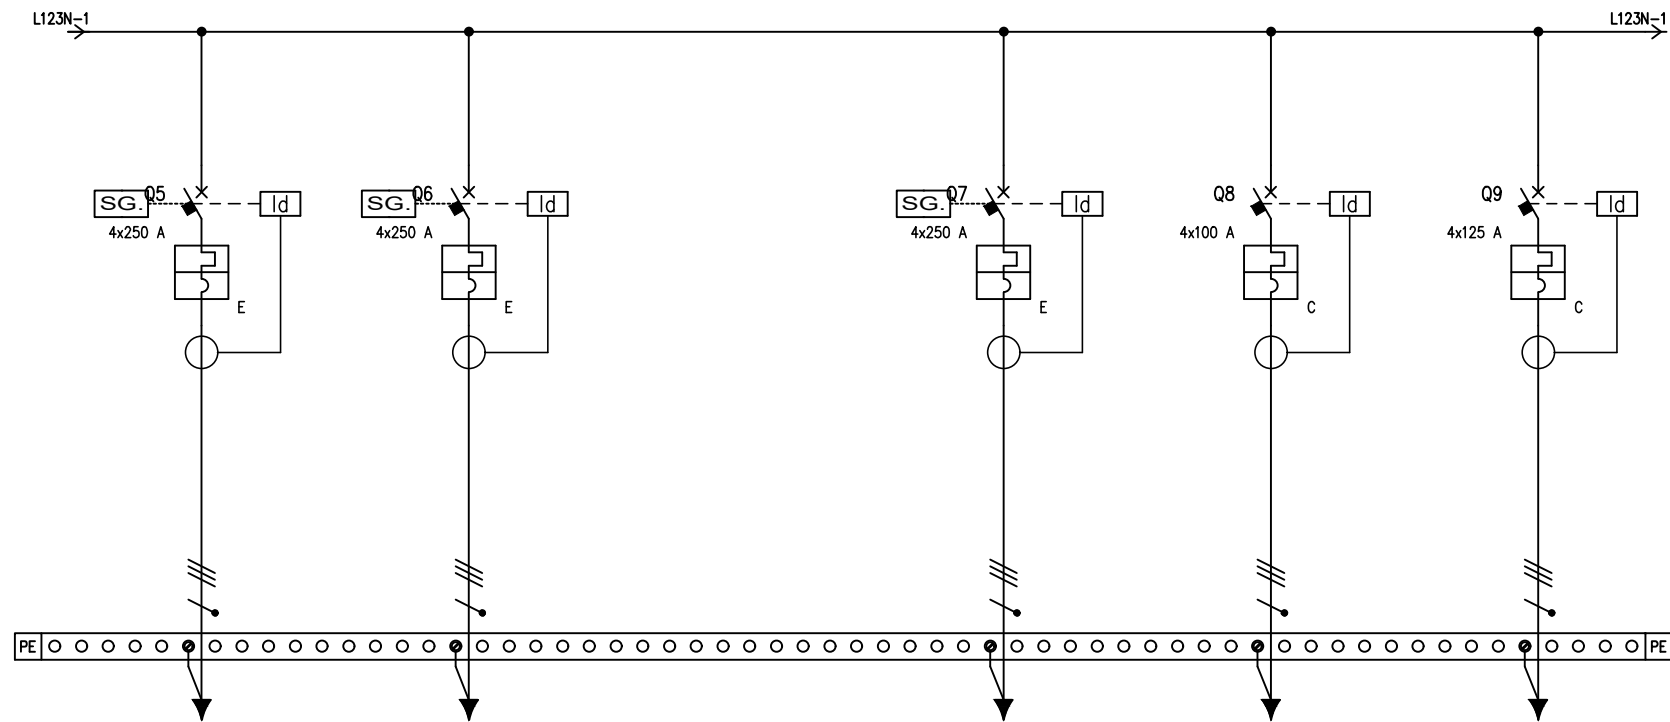 L123N-1 L123N-1
SG. Q5 Id SG. Q6 Id SG. Q7 Id Q8 Id Q9 Id
4x250 A 4x250 A 4x250 A 4x100 A 4x125 A
E E E C C
PE PE